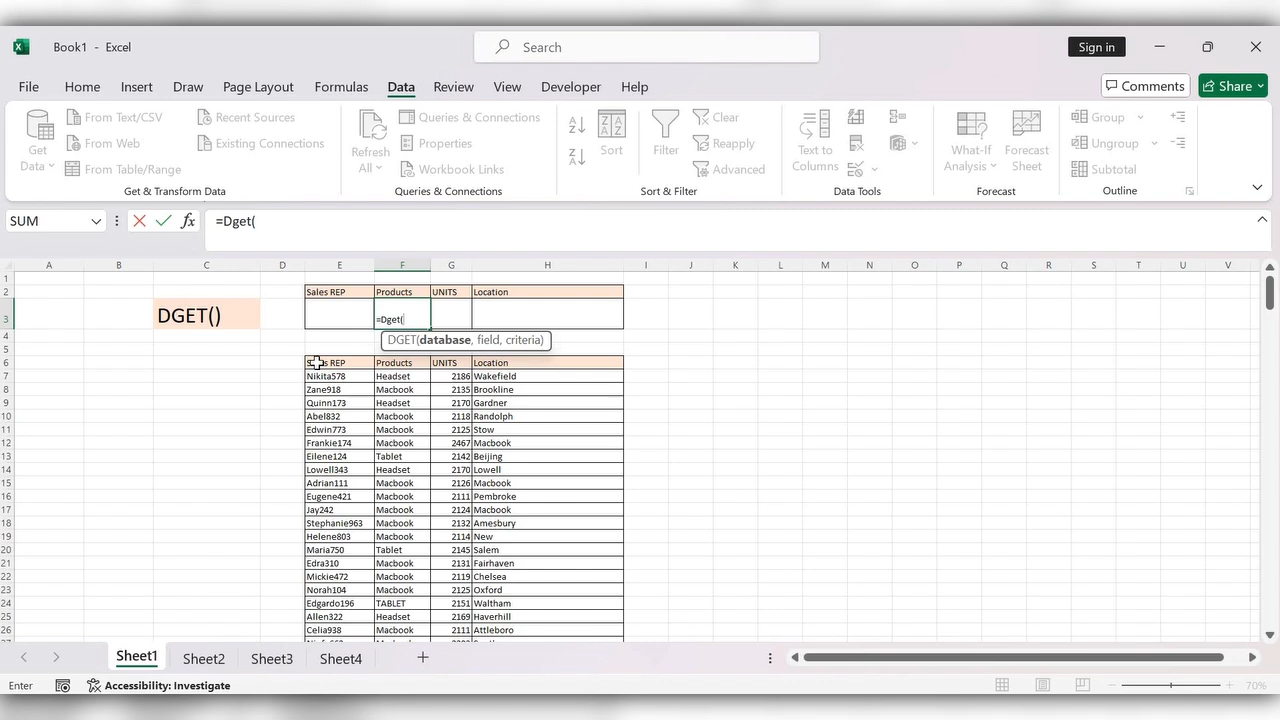 Book1 - Excel
Search
Sign in
File Home Insert Draw Page Layout Formulas Data Review View Developer Help
Comments
Share
Get Data
From Text/CSV
From Web
From Table/Range
Recent Sources
Existing Connections
Get & Transform Data
Refresh All
Queries & Connections
Properties
Workbook Links
Queries & Connections
Sort
Filter
Clear
Reapply
Advanced
Sort & Filter
Text to Columns
Data Tools
What-If Analysis
Forecast Sheet
Forecast
Group
Ungroup
Subtotal
Outline
SUM
fx
=Dget(
A B C D E F G H I J K L M N O P Q R S T U V
1
2 Sales REP Products UNITS Location
3 DGET() =Dget(
DGET(database, field, criteria)
4
5
6 REP Products UNITS Location
7 Nikita578 Headset 2186 Wakefield
8 Zane918 Macbook 2135 Brookline
9 Quinn173 Headset 2170 Gardner
10 Abel832 Macbook 2118 Randolph
11 Edwin773 Macbook 2125 Stow
12 Frankie174 Macbook 2467 Macbook
13 Eilene124 Tablet 2142 Beijing
14 Lowell343 Headset 2170 Lowell
15 Adrian111 Macbook 2126 Macbook
16 Eugene421 Macbook 2111 Pembroke
17 Jay242 Macbook 2124 Macbook
18 Stephanie963 Macbook 2132 Amesbury
19 Helene803 Macbook 2114 New
20 Maria750 Tablet 2145 Salem
21 Edra310 Macbook 2131 Fairhaven
22 Mickie472 Macbook 2119 Chelsea
23 Norah104 Macbook 2125 Oxford
24 Edgardo196 TABLET 2151 Waltham
25 Allen322 Headset 2169 Haverhill
26 Celia938 Macbook 2111 Attleboro
Sheet1 Sheet2 Sheet3 Sheet4
Enter
Accessibility: Investigate
70%